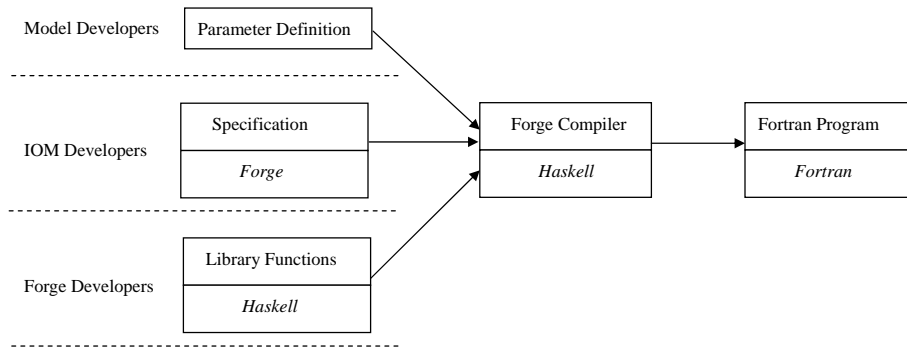 Model Developers
Parameter Definition
IOM Developers
Specification
Forge
Forge Compiler
Haskell
Fortran Program
Fortran
Forge Developers
Library Functions
Haskell